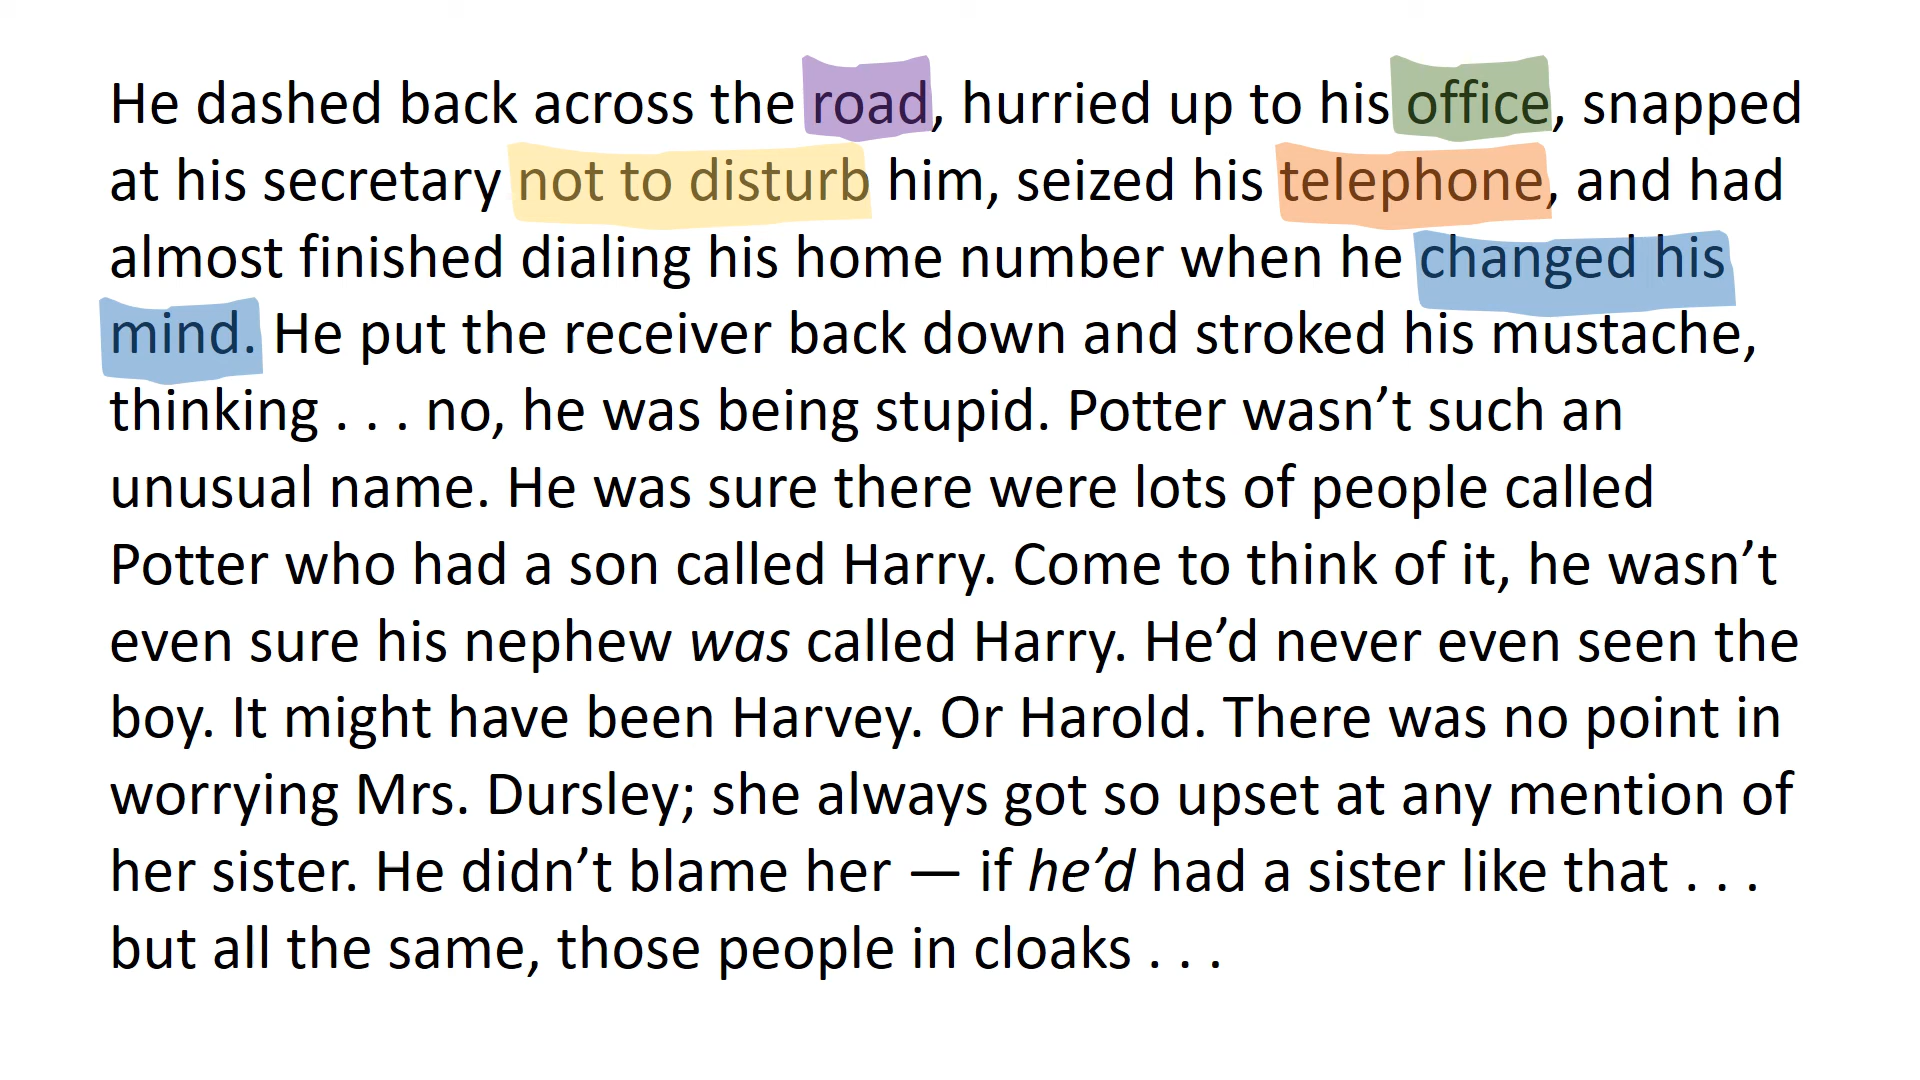 He dashed back across the road, hurried up to his office, snapped
at his secretary not to disturb him, seized his telephone, and had
almost finished dialing his home number when he changed his
mind. He put the receiver back down and stroked his mustache,
thinking . . . no, he was being stupid. Potter wasn’t such an
unusual name. He was sure there were lots of people called
Potter who had a son called Harry. Come to think of it, he wasn’t
even sure his nephew was called Harry. He’d never even seen the
boy. It might have been Harvey. Or Harold. There was no point in
worrying Mrs. Dursley; she always got so upset at any mention of
her sister. He didn’t blame her — if he’d had a sister like that . . .
but all the same, those people in cloaks . . .